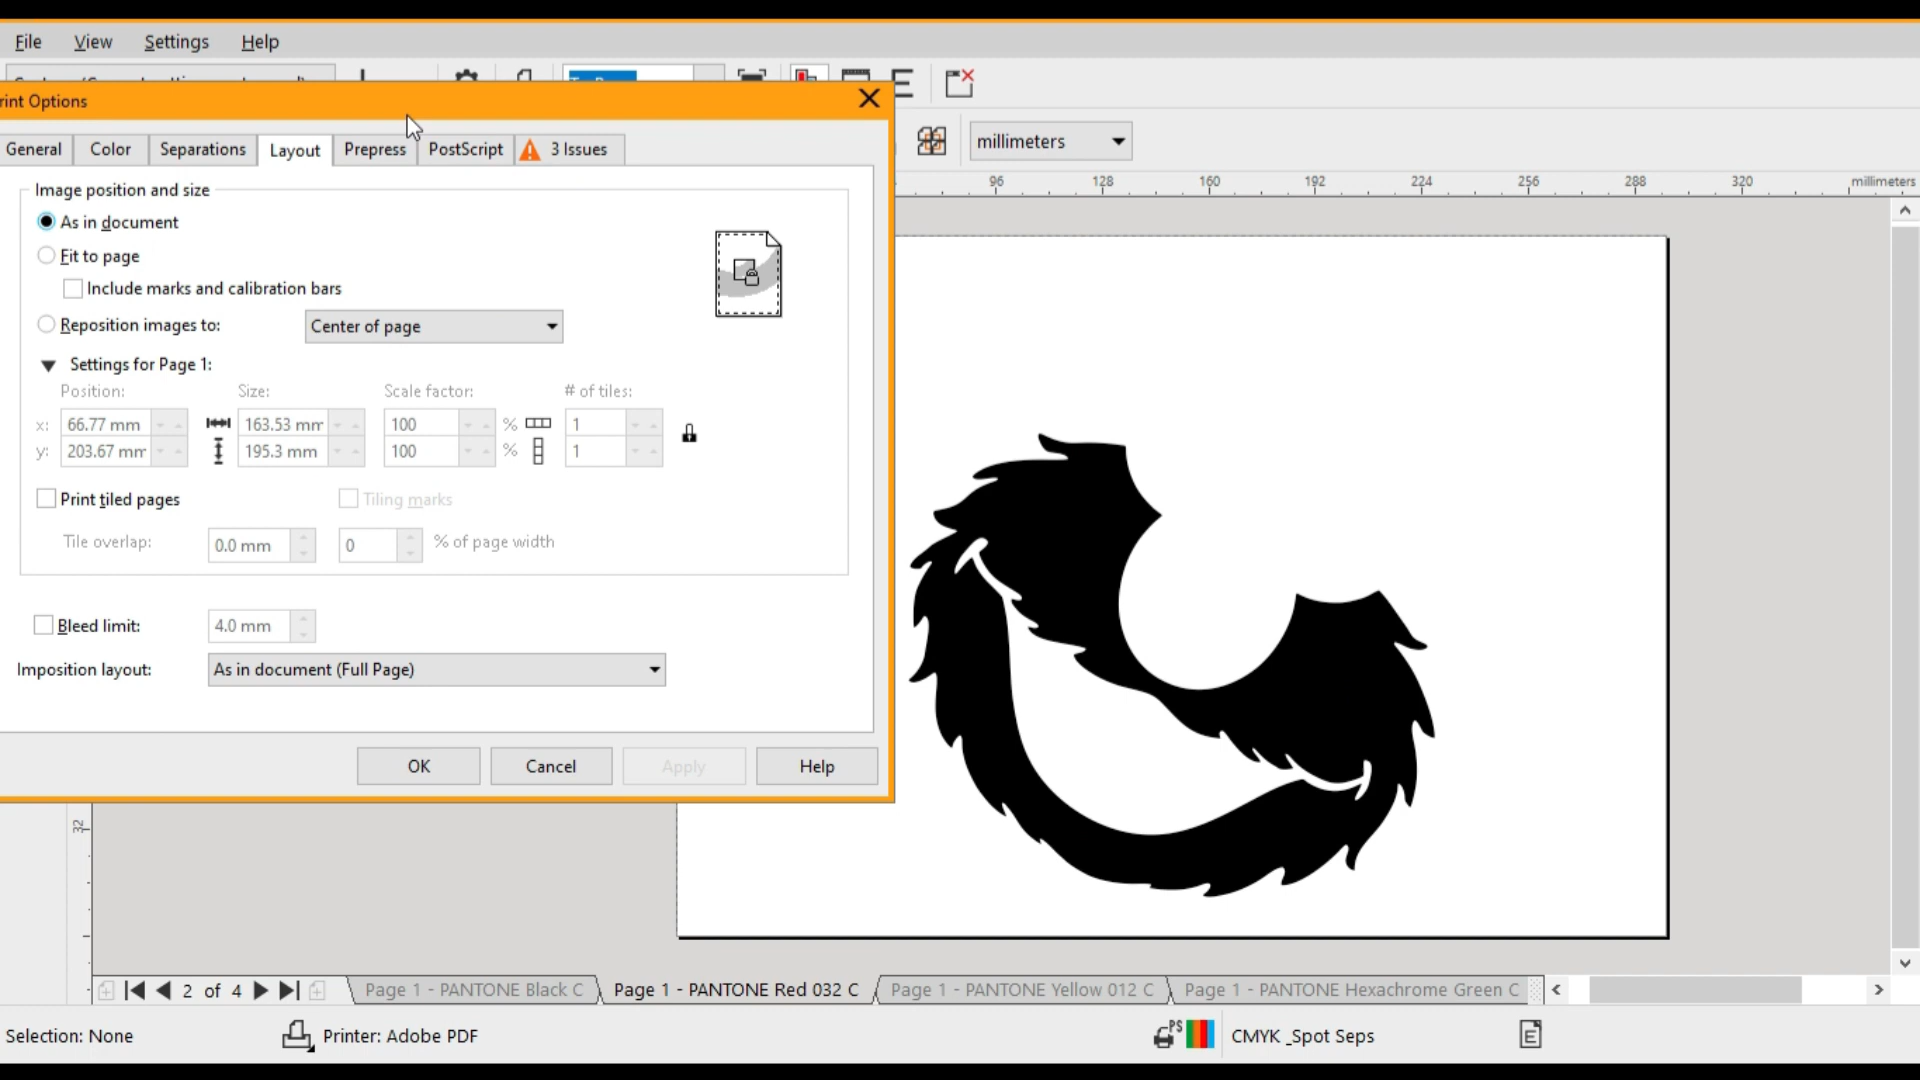 File View Settings Help
rint Options
General Color Separations Layout Prepress PostScript 3 Issues
millimeters
96 128 160 192 224 256 288 320 millimeters
Image position and size
As in document
Fit to page
Include marks and calibration bars
Reposition images to: Center of page
Settings for Page 1:
Position: Size: Scale factor: # of tiles:
x: 66.77 mm 163.53 mm 100 % 1
y: 203.67 mm 195.3 mm 100 % 1
Print tiled pages Tiling marks
Tile overlap: 0.0 mm 0 % of page width
Bleed limit: 4.0 mm
Imposition layout: As in document (Full Page)
OK Cancel Apply Help
32
2 of 4 Page 1 - PANTONE Black C Page 1 - PANTONE Red 032 C Page 1 - PANTONE Yellow 012 C Page 1 - PANTONE Hexachrome Green C
Selection: None Printer: Adobe PDF PS CMYK _Spot Seps E